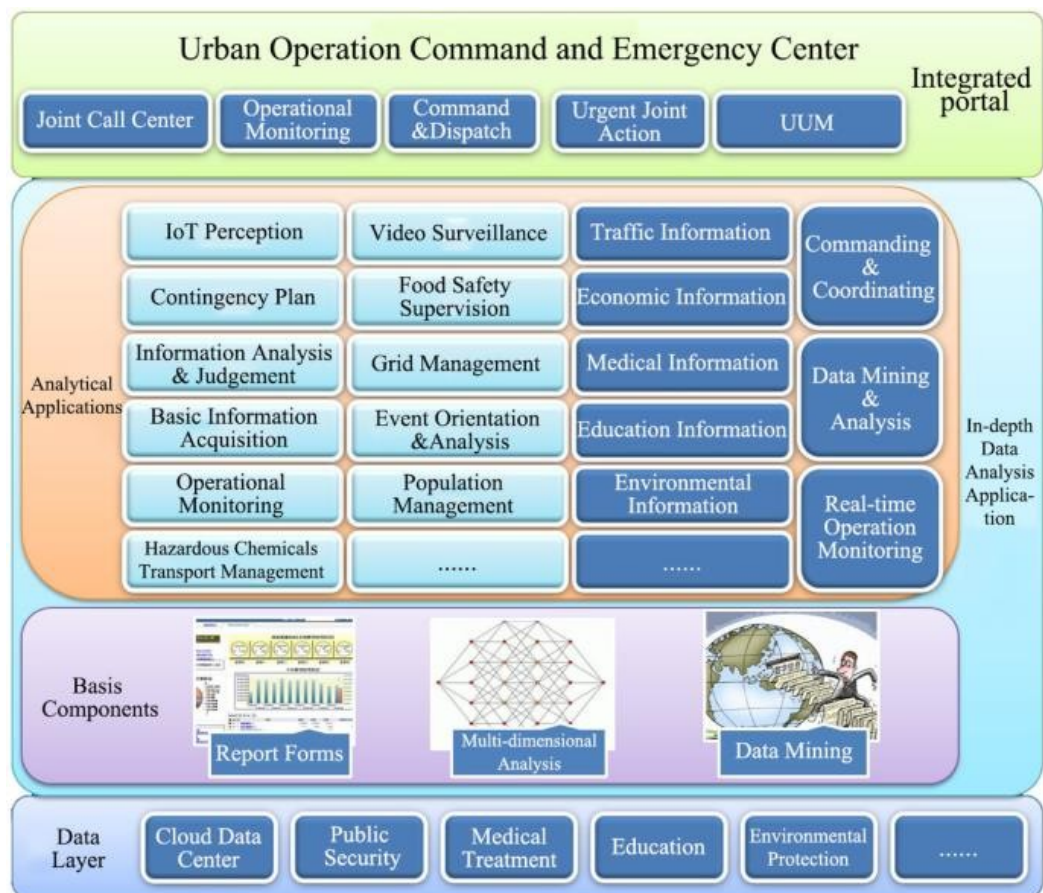 Urban Operation Command and Emergency Center
Integrated
portal
Joint Call Center
Operational
Monitoring
Command
&Dispatch
Urgent Joint
Action
UUM
Analytical
Applications
IoT Perception
Video Surveillance
Traffic Information
Commanding
&
Coordinating
Contingency Plan
Food Safety
Supervision
Economic Information
Information Analysis
& Judgement
Grid Management
Medical Information
Data Mining
&
Analysis
Basic Information
Acquisition
Event Orientation
&Analysis
Education Information
Operational
Monitoring
Population
Management
Environmental
Information
Real-time
Operation
Monitoring
Hazardous Chemicals
Transport Management
......
......
In-depth
Data
Analysis
Applica-
tion
Basis
Components
Report Forms
Multi-dimensional
Analysis
Data Mining
Data
Layer
Cloud Data
Center
Public
Security
Medical
Treatment
Education
Environmental
Protection
......